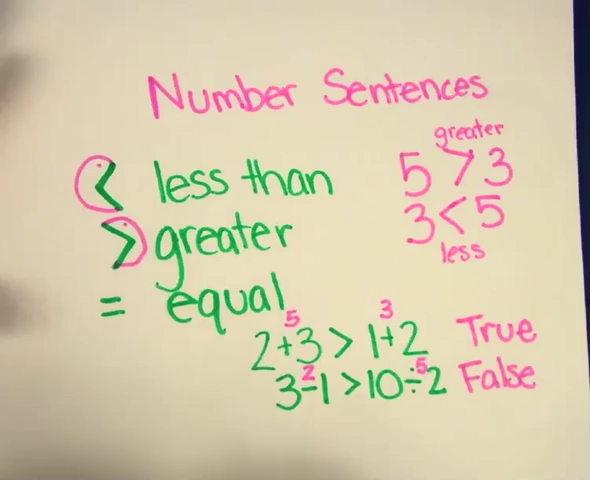 Number Sentences
< less than
> greater
= equal
greater
5 > 3
3 < 5
less
5 3
2+3 > 1+2 True
2 5
3-1 > 10÷2 False